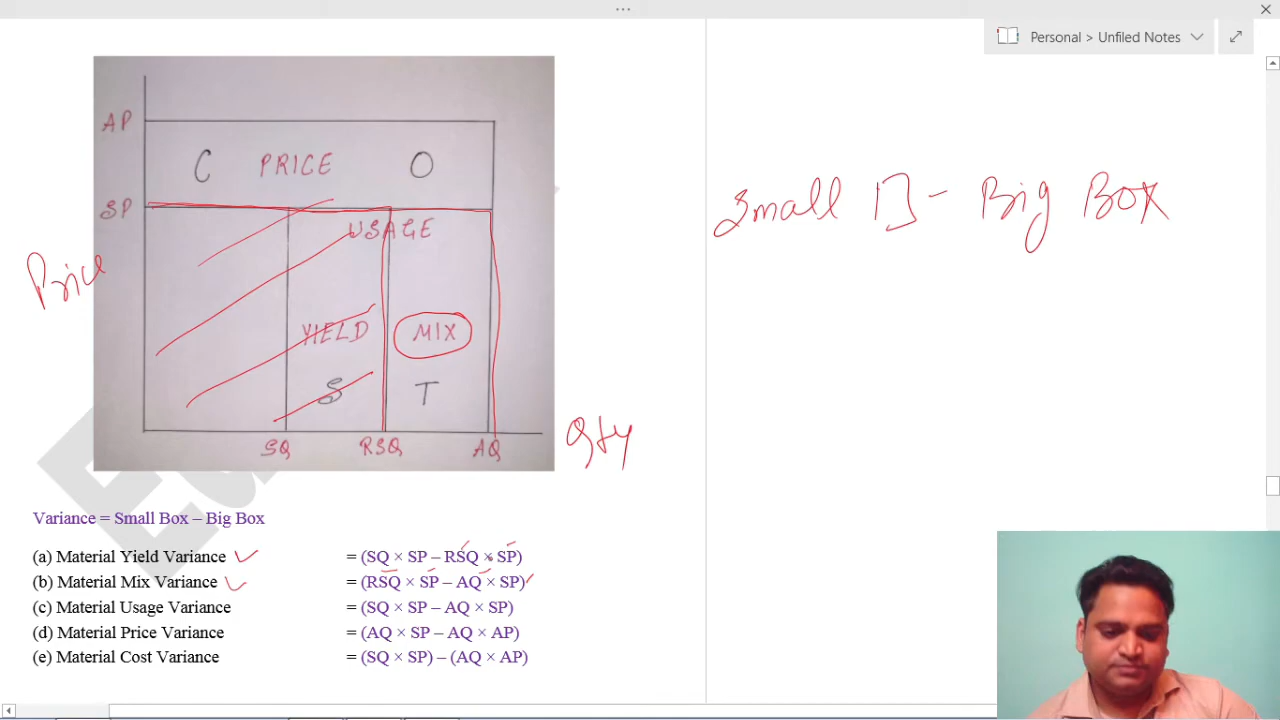 Personal > Unfiled Notes
AP
C PRICE O
SP
USAGE
Price
YIELD MIX
S T
SQ RSQ AQ
Qty
Small - Big Box
Variance = Small Box – Big Box
(a) Material Yield Variance = (SQ × SP – RSQ × SP)
(b) Material Mix Variance = (RSQ × SP – AQ × SP)
(c) Material Usage Variance = (SQ × SP – AQ × SP)
(d) Material Price Variance = (AQ × SP – AQ × AP)
(e) Material Cost Variance = (SQ × SP) – (AQ × AP)